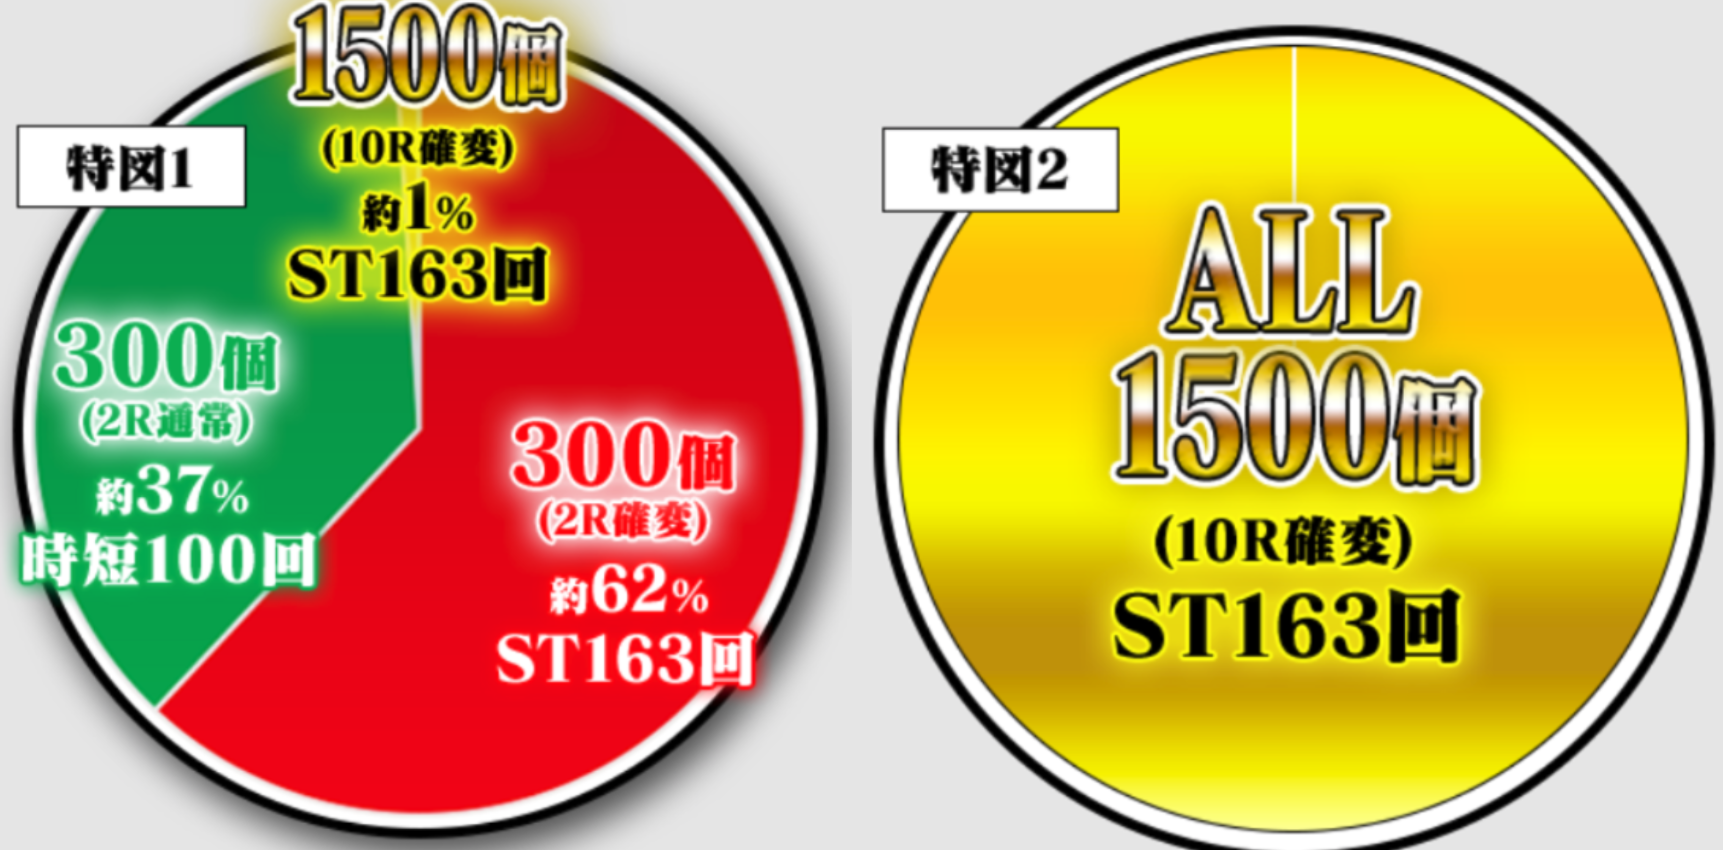 特図1
1500個
(10R確変)
約1%
ST163回
300個
(2R通常)
約37%
時短100回
300個
(2R確変)
約62%
ST163回
特図2
ALL
1500個
(10R確変)
ST163回